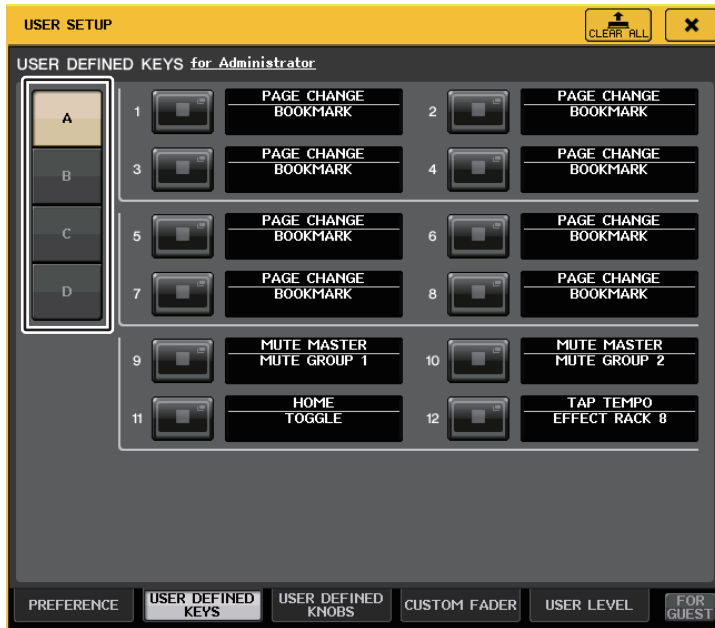 USER SETUP
CLEAR ALL
USER DEFINED KEYS for Administrator
A
B
C
D
1
PAGE CHANGE
BOOKMARK
2
PAGE CHANGE
BOOKMARK
3
PAGE CHANGE
BOOKMARK
4
PAGE CHANGE
BOOKMARK
5
PAGE CHANGE
BOOKMARK
6
PAGE CHANGE
BOOKMARK
7
PAGE CHANGE
BOOKMARK
8
PAGE CHANGE
BOOKMARK
9
MUTE MASTER
MUTE GROUP 1
10
MUTE MASTER
MUTE GROUP 2
11
HOME
TOGGLE
12
TAP TEMPO
EFFECT RACK 8
PREFERENCE
USER DEFINED
KEYS
USER DEFINED
KNOBS
CUSTOM FADER
USER LEVEL
FOR
GUEST